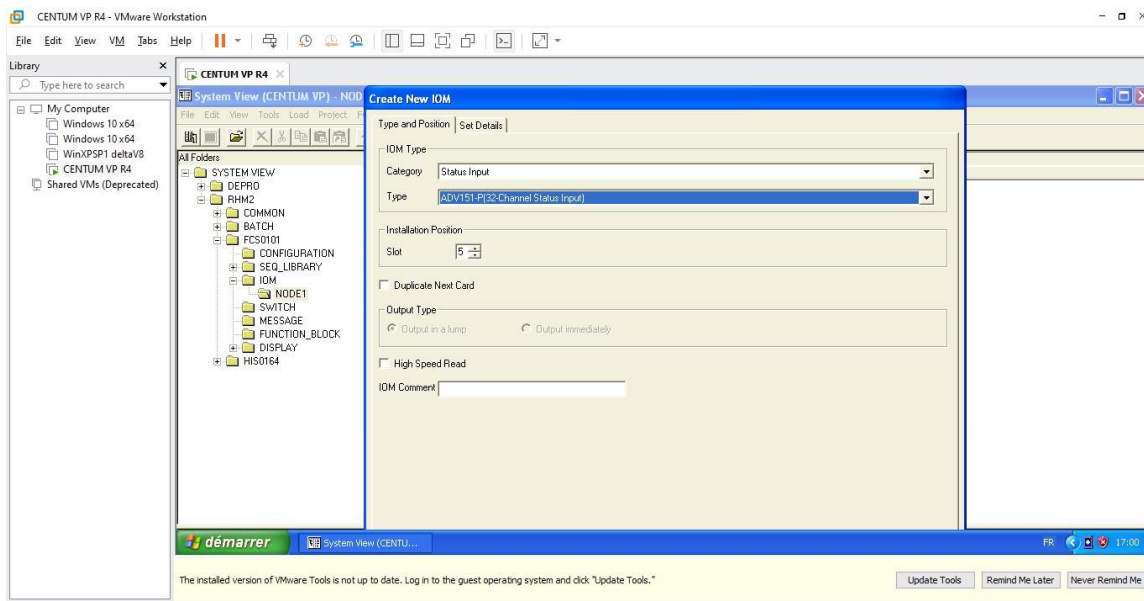 CENTUM VP R4 - VMware Workstation
File Edit View VM Tabs Help
Library
Type here to search
My Computer
Windows 10 x64
Windows 10 x64
WinXPSP1 deltaV8
CENTUM VP R4
Shared VMs (Deprecated)
CENTUM VP R4
System View (CENTUM VP) - NOD
File Edit View Tools Load Project
All Folders
SYSTEM VIEW
DEPRO
RHM2
COMMON
BATCH
FCS0101
CONFIGURATION
SEQ_LIBRARY
IOM
NODE1
SWITCH
MESSAGE
FUNCTION_BLOCK
DISPLAY
HIS0164
Create New IOM
Type and Position Set Details
IOM Type
Category Status Input
Type ADV151-P(32-Channel Status Input)
Installation Position
Slot 5
Duplicate Next Card
Output Type
Output in a lump Output immediately
High Speed Read
IOM Comment
démarrer System View (CENTU... FR 17:00
The installed version of VMware Tools is not up to date. Log in to the guest operating system and click "Update Tools." Update Tools Remind Me Later Never Remind Me